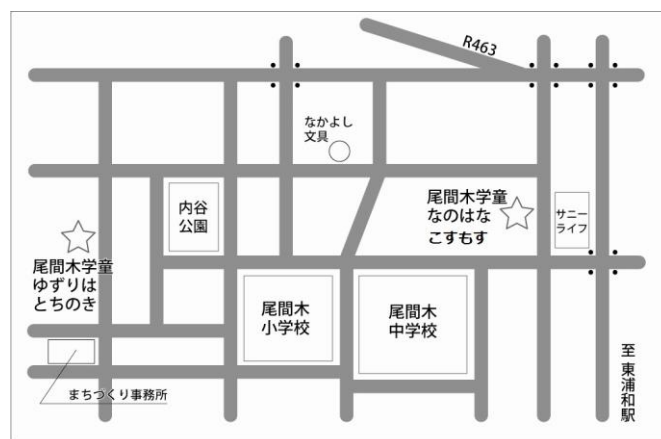 R463
なかよし
文具
内谷
公園
尾間木学童
なのはな
こすもす
サニー
ライフ
尾間木学童
ゆずりは
とちのき
尾間木
小学校
尾間木
中学校
まちつくり事務所
至 東浦和駅